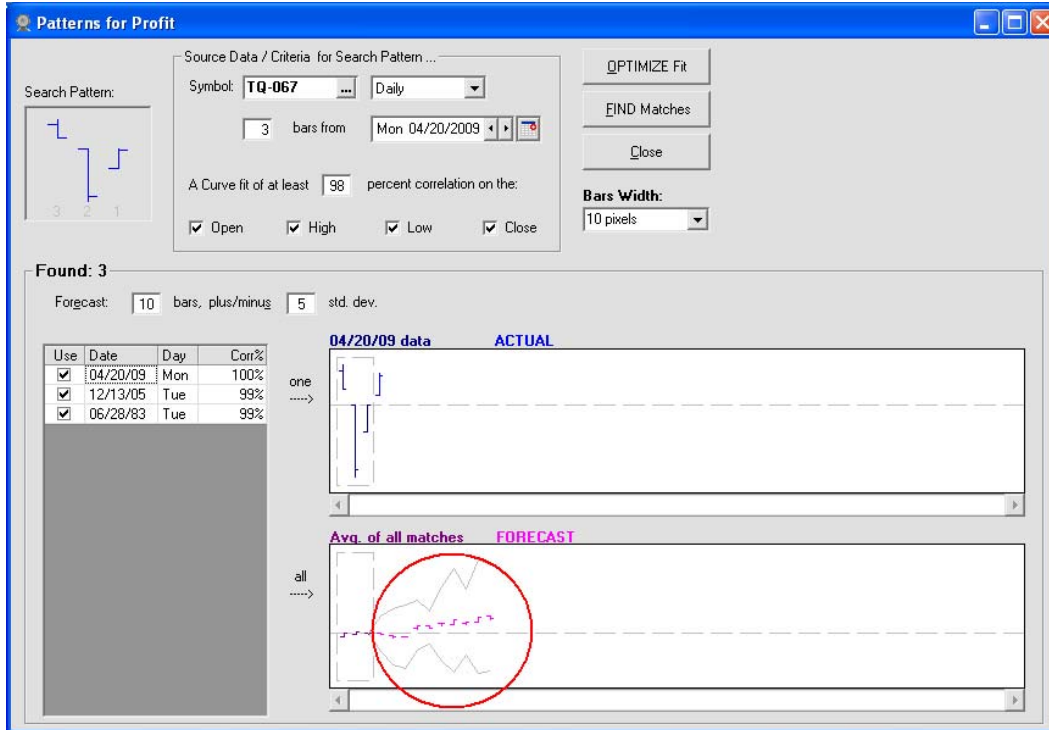 Patterns for Profit
Source Data / Criteria for Search Pattern ...
OPTIMIZE Fit
Search Pattern:
Symbol: TQ-067 ... Daily
FIND Matches
3 bars from Mon 04/20/2009
Close
A Curve fit of at least 98 percent correlation on the:
Bars Width:
10 pixels
3 2 1
Open High Low Close
Found: 3
Forecast: 10 bars, plus/minus 5 std. dev.
04/20/09 data ACTUAL
Use Date Day Corr%
04/20/09 Mon 100%
12/13/05 Tue 99%
06/28/83 Tue 99%
one
----->
Avg. of all matches FORECAST
all
----->